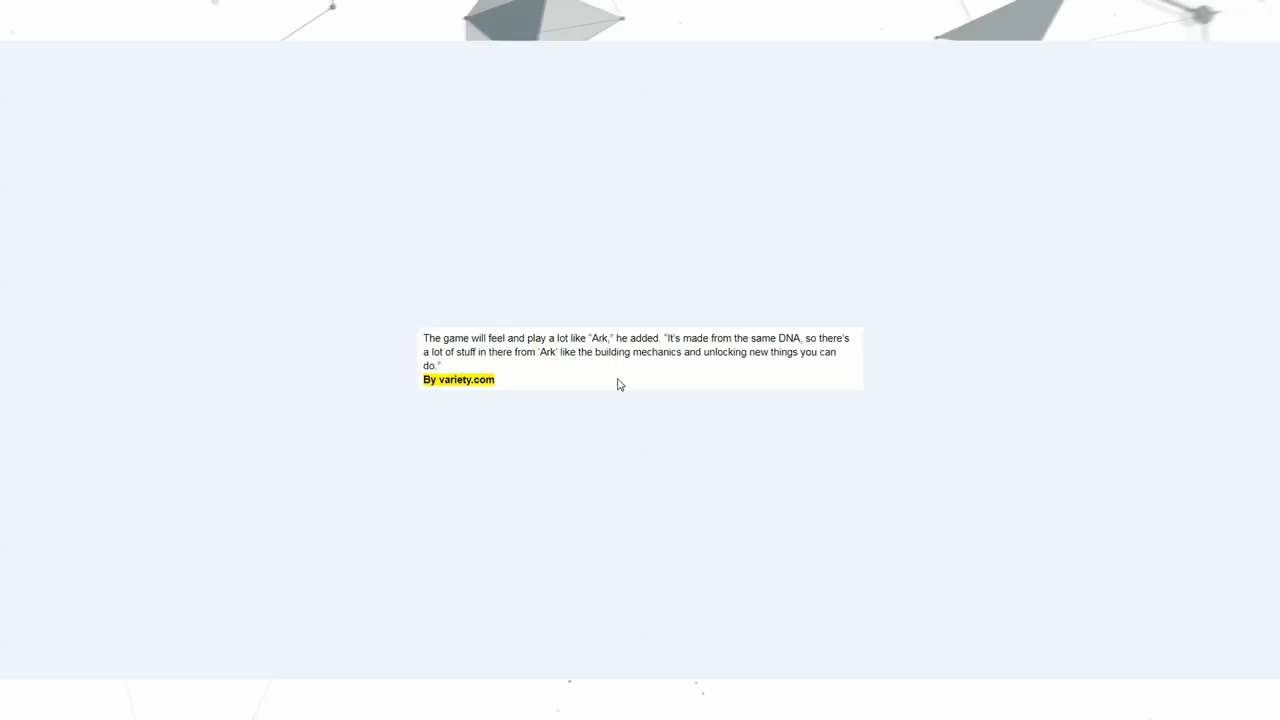 The game will feel and play a lot like “Ark,” he added. “It’s made from the same DNA, so there’s
a lot of stuff in there from ‘Ark’ like the building mechanics and unlocking new things you can
do.”
By variety.com